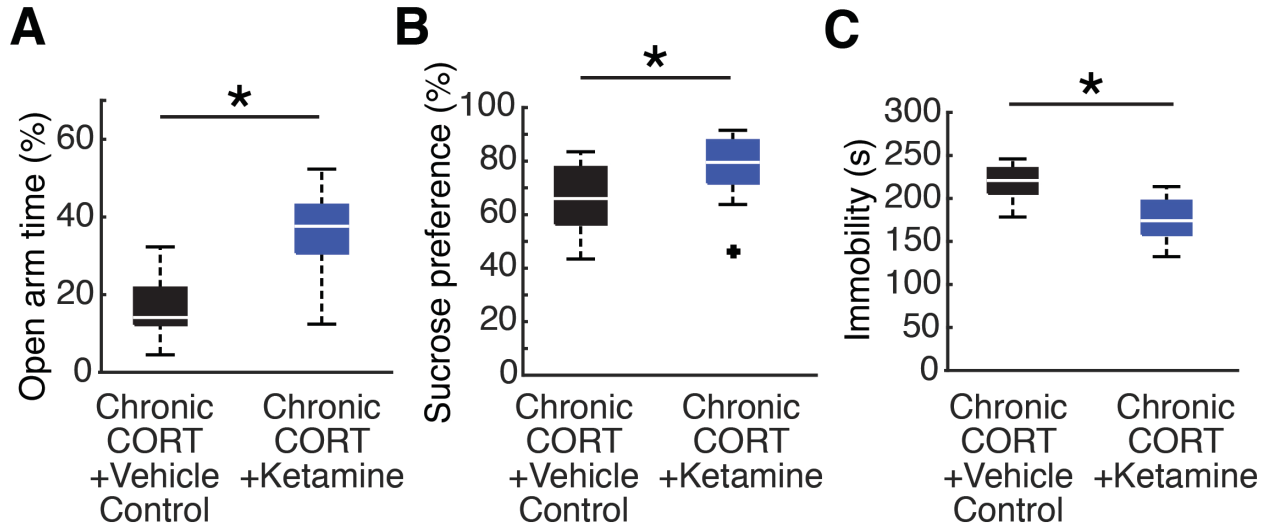 A
*
Open arm time (%)
60
40
20
0
Chronic
CORT
+Vehicle
Control
Chronic
CORT
+Ketamine
B
*
Sucrose preference (%)
100
80
60
40
20
0
Chronic
CORT
+Vehicle
Control
Chronic
CORT
+Ketamine
C
*
Immobility (s)
300
250
200
150
100
50
0
Chronic
CORT
+Vehicle
Control
Chronic
CORT
+Ketamine